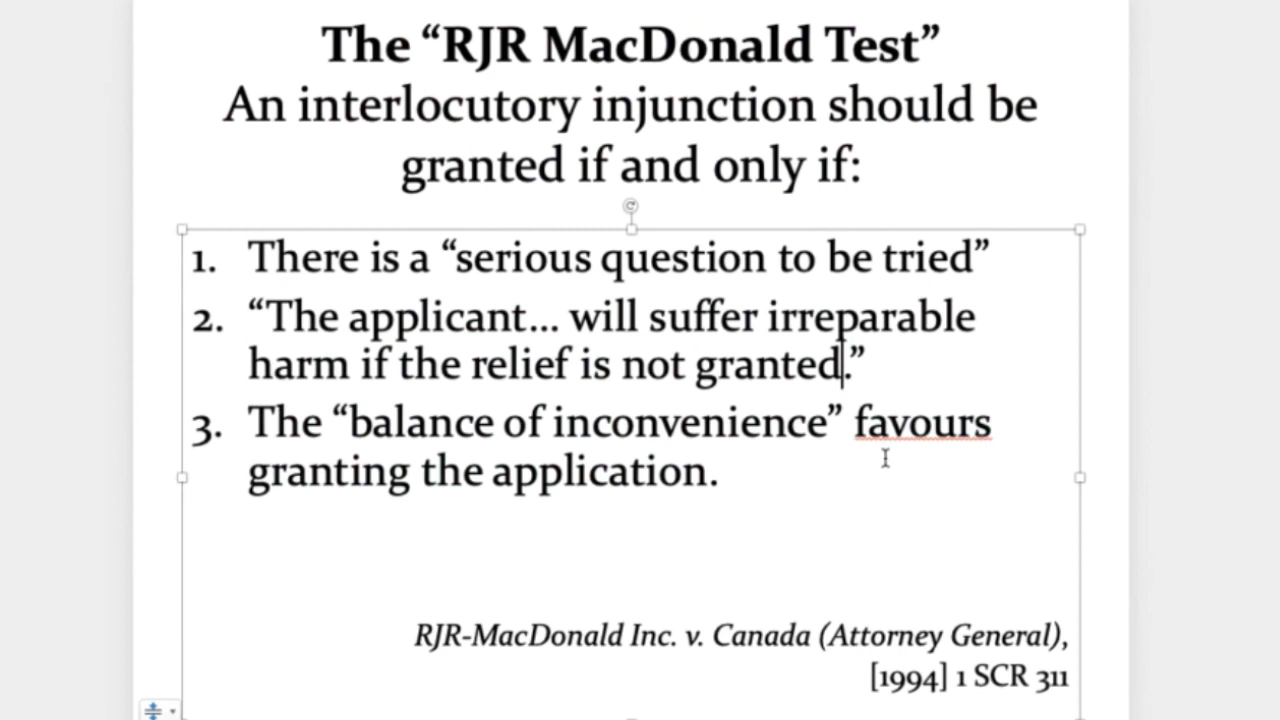 The “RJR MacDonald Test”
An interlocutory injunction should be
granted if and only if:
1. There is a “serious question to be tried”
2. “The applicant... will suffer irreparable
harm if the relief is not granted.”
3. The “balance of inconvenience” favours
granting the application.
RJR-MacDonald Inc. v. Canada (Attorney General),
[1994] 1 SCR 311